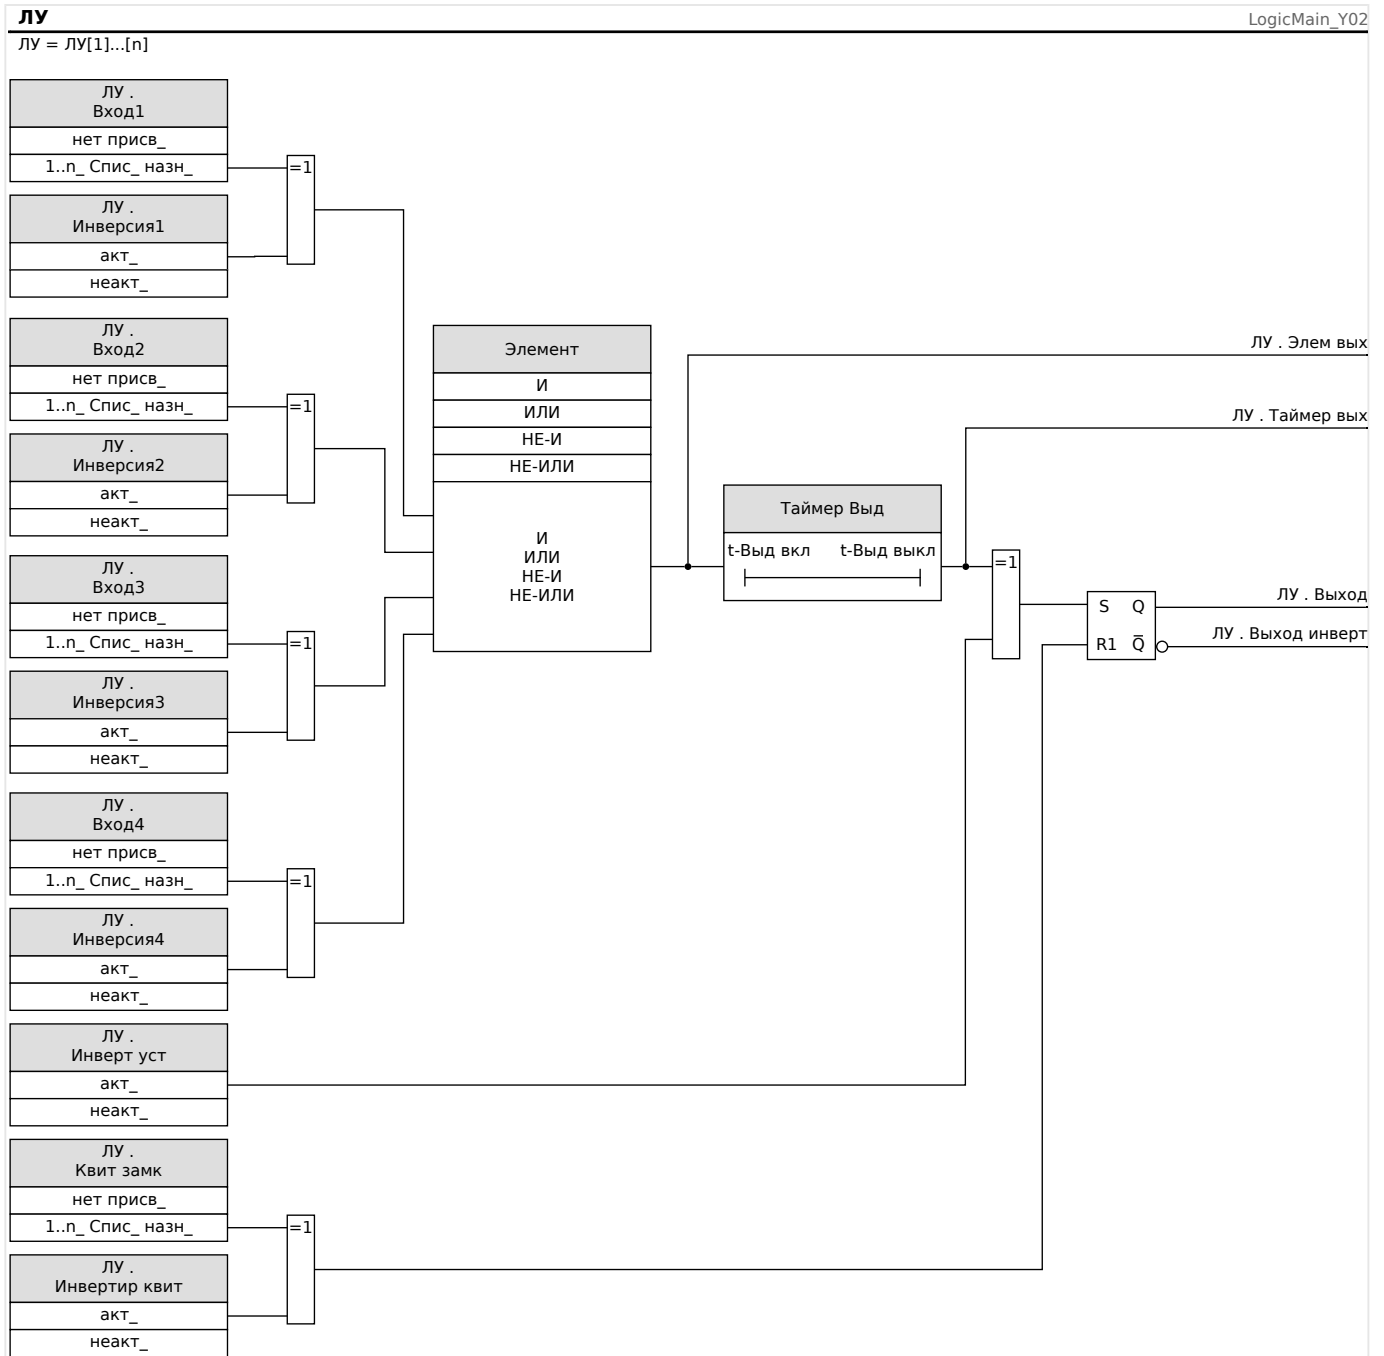 ЛУ
LogicMain_Y02
ЛУ = ЛУ[1]...[n]
ЛУ .
Вход1
нет присв_
1..n_ Спис_ назн_
=1
ЛУ .
Инверсия1
акт_
неакт_
ЛУ .
Вход2
нет присв_
1..n_ Спис_ назн_
=1
ЛУ .
Инверсия2
акт_
неакт_
ЛУ .
Вход3
нет присв_
1..n_ Спис_ назн_
=1
ЛУ .
Инверсия3
акт_
неакт_
ЛУ .
Вход4
нет присв_
1..n_ Спис_ назн_
=1
ЛУ .
Инверсия4
акт_
неакт_
ЛУ .
Инверт уст
акт_
неакт_
ЛУ .
Квит замк
нет присв_
1..n_ Спис_ назн_
=1
ЛУ .
Инвертир квит
акт_
неакт_
Элемент
И
ИЛИ
НЕ-И
НЕ-ИЛИ
И
ИЛИ
НЕ-И
НЕ-ИЛИ
Таймер Выд
t-Выд вкл t-Выд выкл
=1
S Q
R1 Q̅
ЛУ . Элем вых
ЛУ . Таймер вых
ЛУ . Выход
ЛУ . Выход инверт